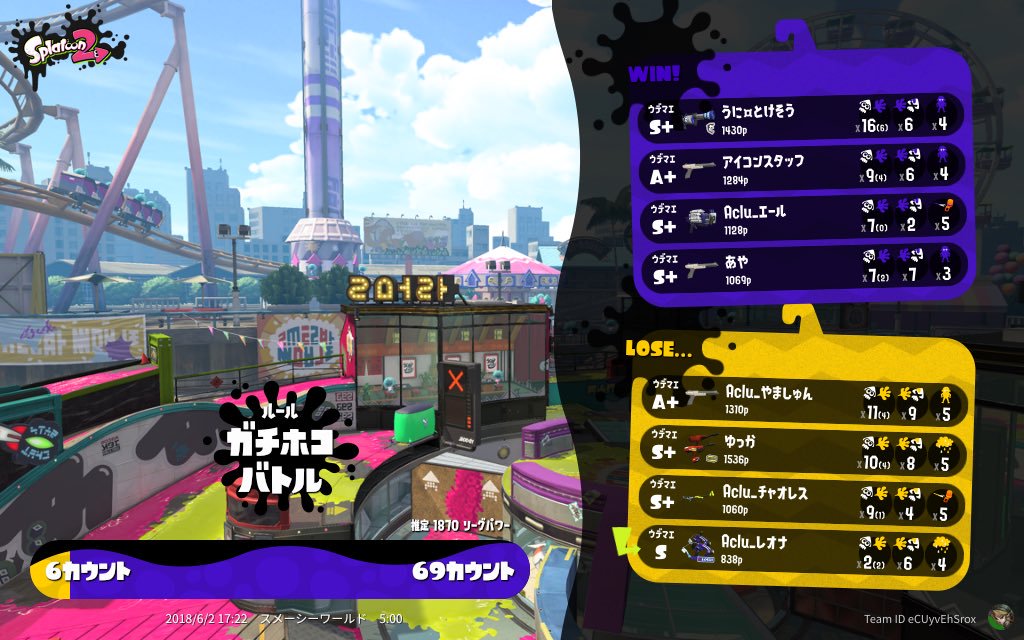 Splatoon 2
WIN!
ウデマエ
S+
うに¤とけそう
1430p
x16(6) x6 x4
ウデマエ
A+
アイコンスタッフ
1284p
x9(4) x6 x4
ウデマエ
S+
Aclu_エール
1128p
x7(0) x2 x5
ウデマエ
S+
あや
1069p
x7(2) x7 x3
LOSE...
ウデマエ
A+
Aclu_やましゅん
1310p
x11(4) x9 x5
ウデマエ
S+
ゆっか
1536p
x10(4) x8 x5
ウデマエ
S+
Aclu_チャオレス
1060p
x9(1) x4 x5
ウデマエ
S
Aclu_レオナ
838p
x2(2) x6 x4
ルール
ガチホコ
バトル
推定 1870 リーグパワー
6カウント
69カウント
2018/6/2 17:22 スメーシーワールド 5:00
Team ID eCUyvEhSrox